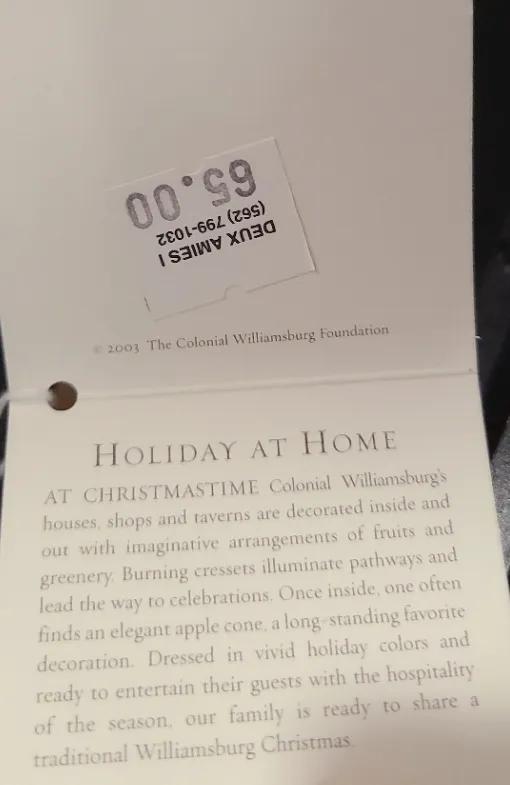 65.00
(562) 799-1032
DEUX AMIES I
© 2003 The Colonial Williamsburg Foundation
HOLIDAY AT HOME
AT CHRISTMASTIME Colonial Williamsburg's
houses, shops and taverns are decorated inside and
out with imaginative arrangements of fruits and
greenery. Burning cressets illuminate pathways and
lead the way to celebrations. Once inside, one often
finds an elegant apple cone, a long-standing favorite
decoration. Dressed in vivid holiday colors and
ready to entertain their guests with the hospitality
of the season, our family is ready to share a
traditional Williamsburg Christmas.